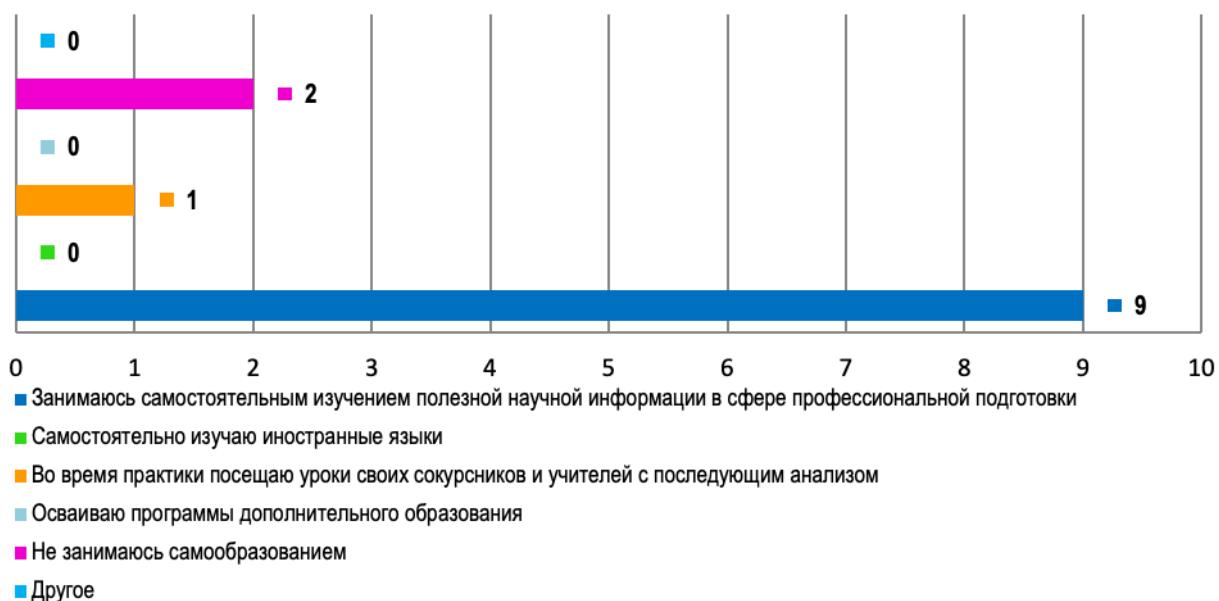 0
2
0
1
0
9
0 1 2 3 4 5 6 7 8 9 10
Занимаюсь самостоятельным изучением полезной научной информации в сфере профессиональной подготовки
Самостоятельно изучаю иностранные языки
Во время практики посещаю уроки своих сокурсников и учителей с последующим анализом
Осваиваю программы дополнительного образования
Не занимаюсь самообразованием
Другое